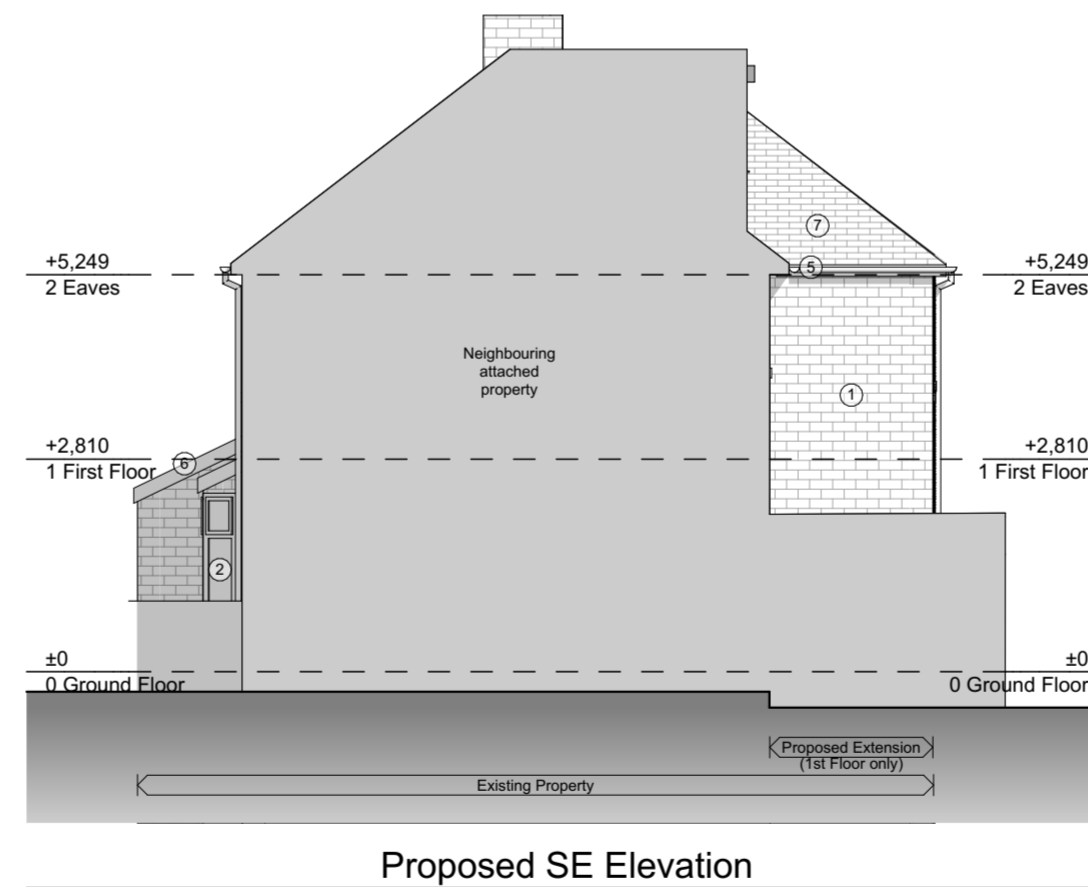 7
+5,249
2 Eaves
5
+5,249
2 Eaves
Neighbouring
attached
property
1
+2,810
1 First Floor
6
+2,810
1 First Floor
2
±0
0 Ground Floor
±0
0 Ground Floor
Proposed Extension
(1st Floor only)
Existing Property
Proposed SE Elevation